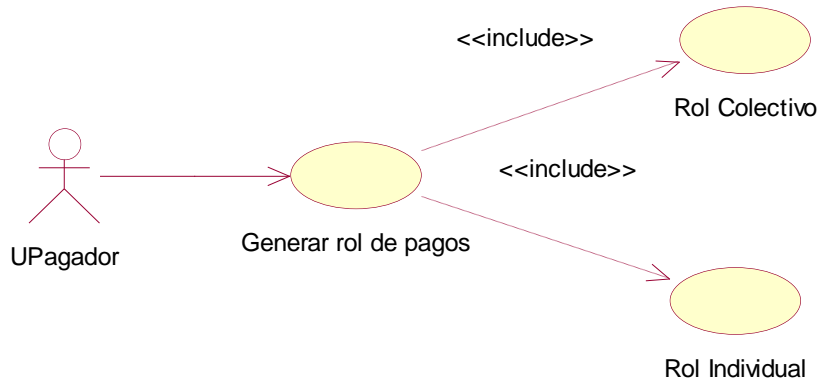 <<include>>
Rol Colectivo
<<include>>
UPagador
Generar rol de pagos
Rol Individual